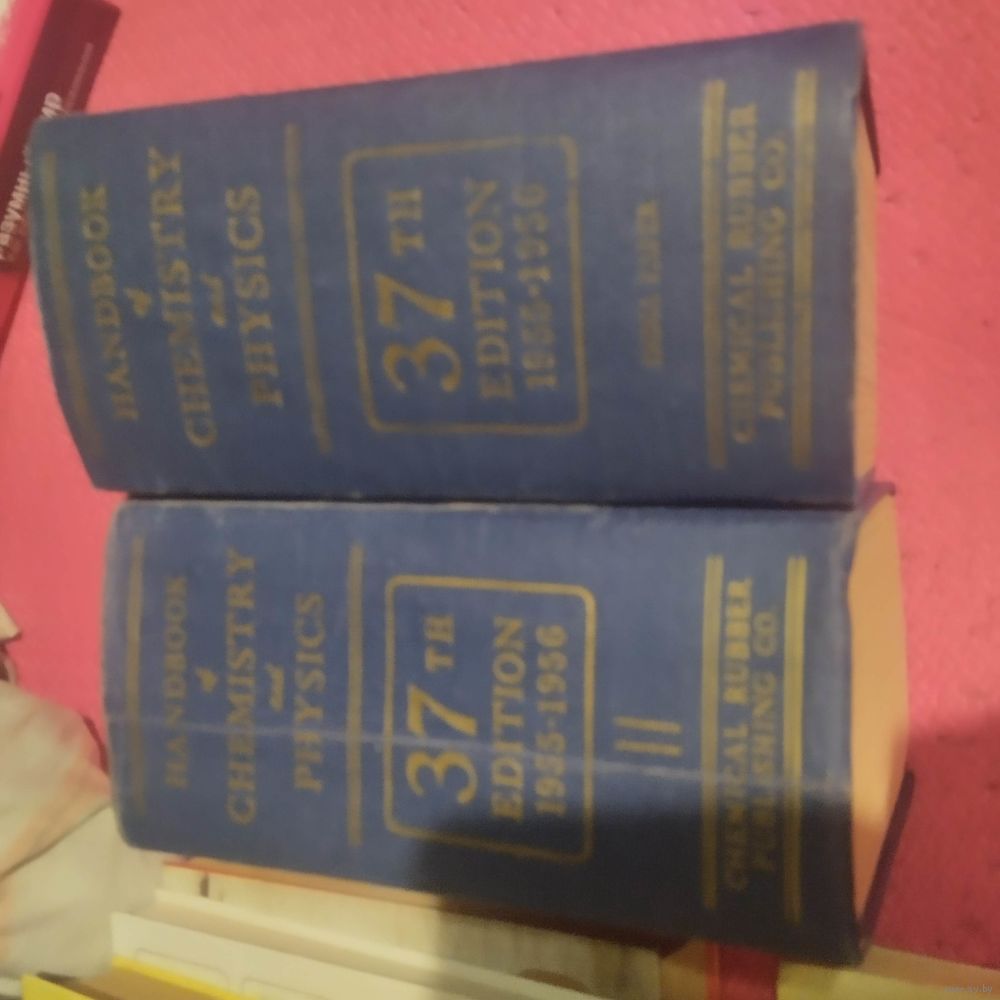 HANDBOOK
of
CHEMISTRY
and
PHYSICS
37TH
EDITION
1955-1956
CHEMICAL RUBBER
PUBLISHING CO.
HANDBOOK
of
CHEMISTRY
and
PHYSICS
37TH
EDITION
1955-1956
II
CHEMICAL RUBBER
PUBLISHING CO.